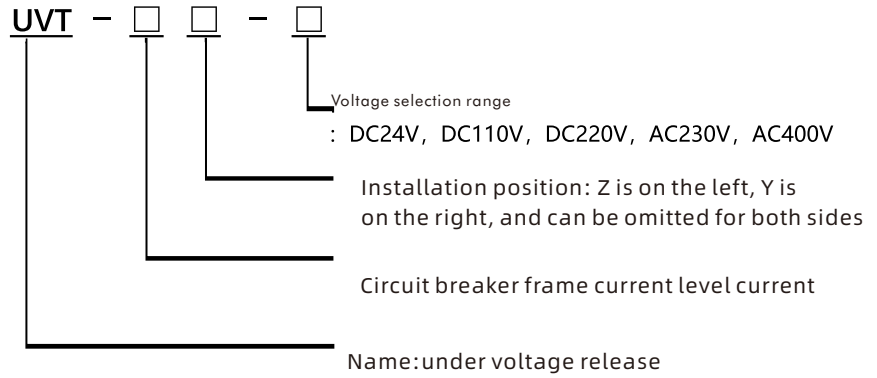 UVT - □ □ - □
Voltage selection range
: DC24V, DC110V, DC220V, AC230V, AC400V
Installation position: Z is on the left, Y is
on the right, and can be omitted for both sides
Circuit breaker frame current level current
Name:under voltage release